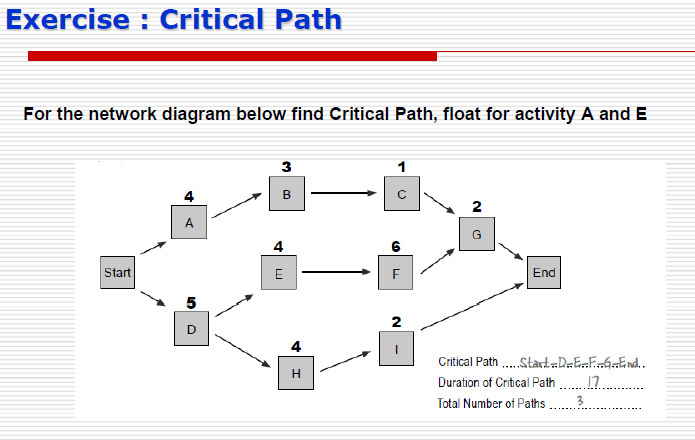 Exercise : Critical Path
For the network diagram below find Critical Path, float for activity A and E
3
1
B
C
4
2
A
G
4
6
Start
E
F
End
5
2
D
I
4
H
Critical Path ....Start-D-E-F-G-End..
Duration of Critical Path ......17..........
Total Number of Paths .....3............